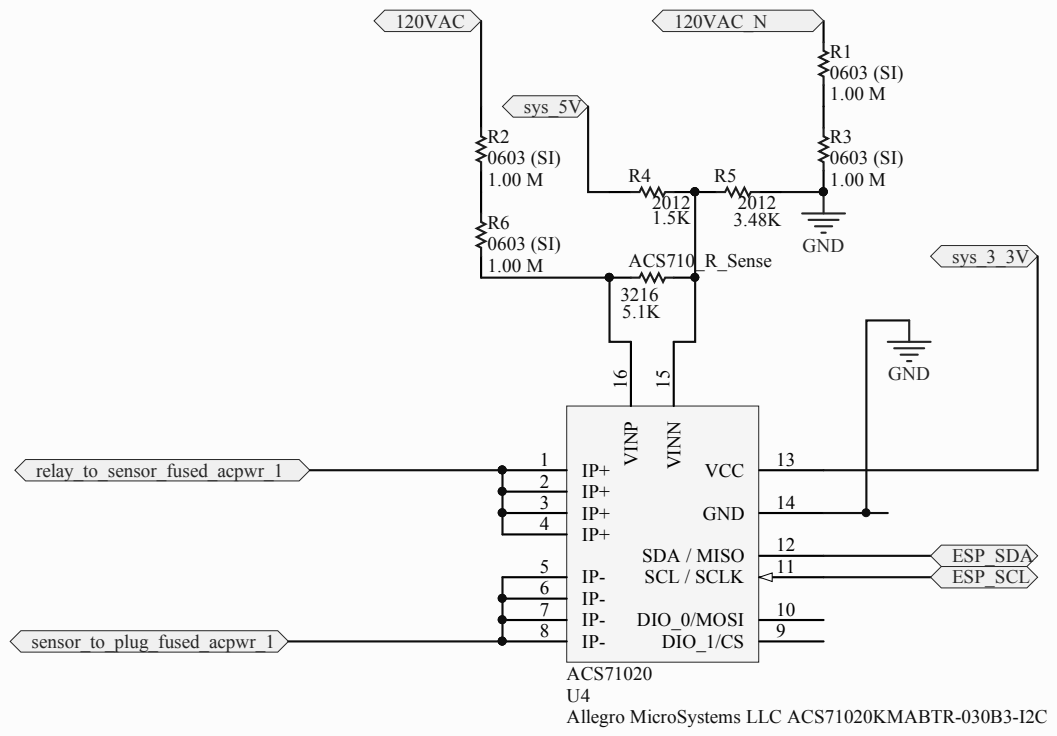 120VAC
120VAC_N
R1
0603 (SI)
1.00 M
sys_5V
R2
0603 (SI)
1.00 M
R3
0603 (SI)
1.00 M
R4
2012
1.5K
R5
2012
3.48K
GND
R6
0603 (SI)
1.00 M
ACS710_R_Sense
3216
5.1K
sys_3_3V
GND
16
15
VINP
VINN
relay_to_sensor_fused_acpwr_1
1
IP+
2
IP+
3
IP+
4
IP+
5
IP-
6
IP-
7
IP-
8
IP-
sensor_to_plug_fused_acpwr_1
VCC
13
GND
14
SDA / MISO
12
ESP_SDA
SCL / SCLK
11
ESP_SCL
DIO_0/MOSI
10
DIO_1/CS
9
ACS71020
U4
Allegro MicroSystems LLC ACS71020KMABTR-030B3-I2C